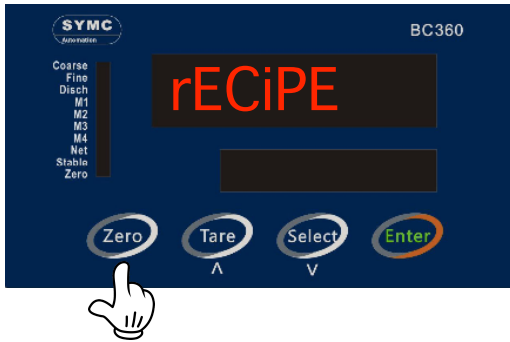 SYMC
Automation
BC360
Coarse
Fine
Disch
M1
M2
M3
M4
Net
Stable
Zero
rECiPE
Zero
Tare
Select
Enter